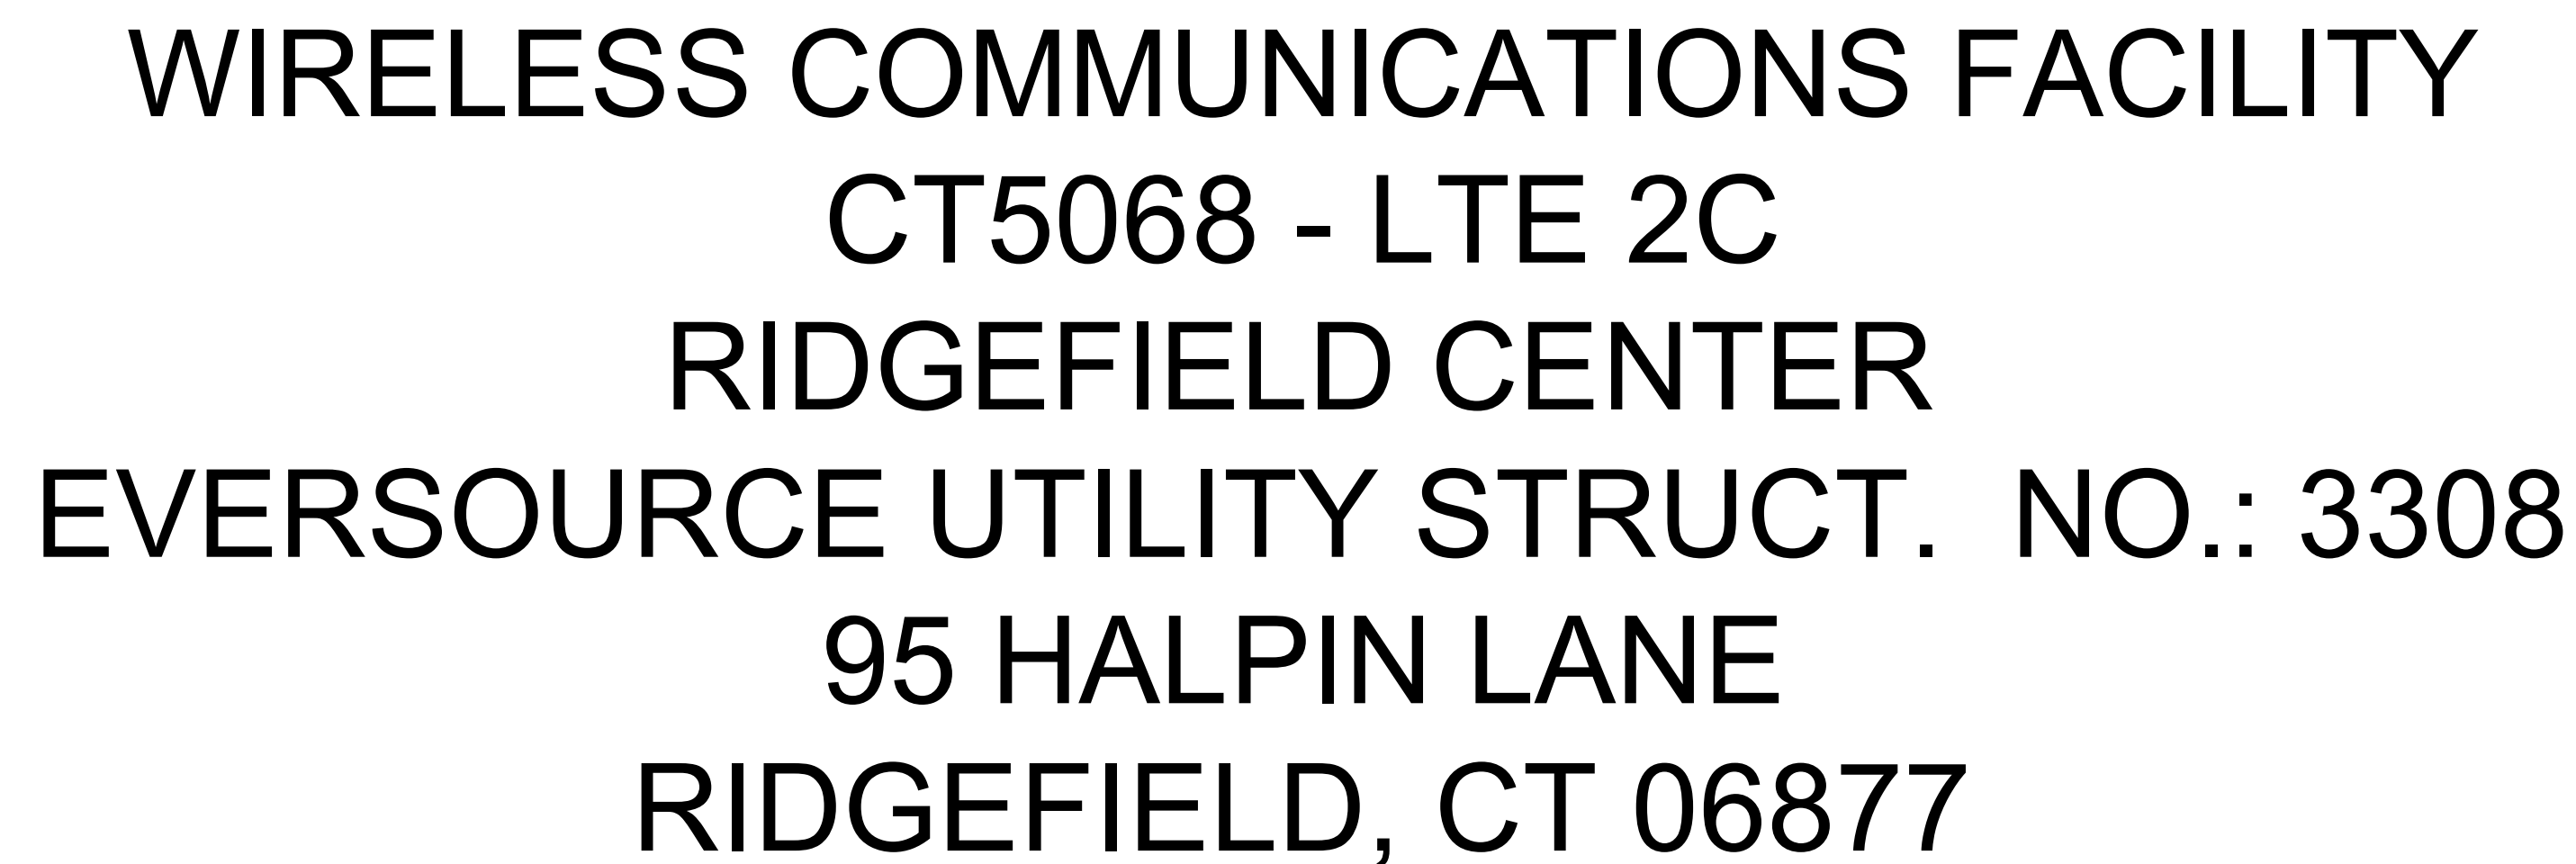 WIRELESS COMMUNICATIONS FACILITY
CT5068 - LTE 2C
RIDGEFIELD CENTER
EVERSOURCE UTILITY STRUCT.  NO.: 3308
95 HALPIN LANE
RIDGEFIELD, CT 06877